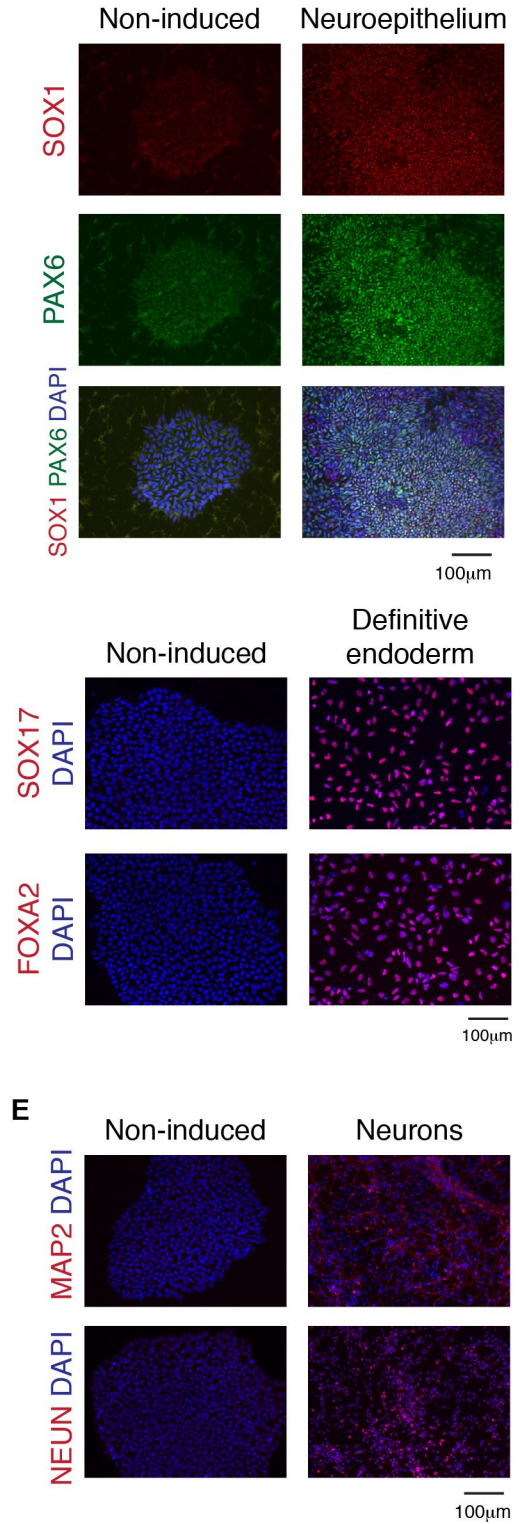 Non-induced Neuroepithelium
SOX1
PAX6
SOX1 PAX6 DAPI
100μm
Non-induced
Definitive
endoderm
SOX17
DAPI
FOXA2
DAPI
100μm
E
Non-induced Neurons
MAP2 DAPI
NEUN DAPI
100μm